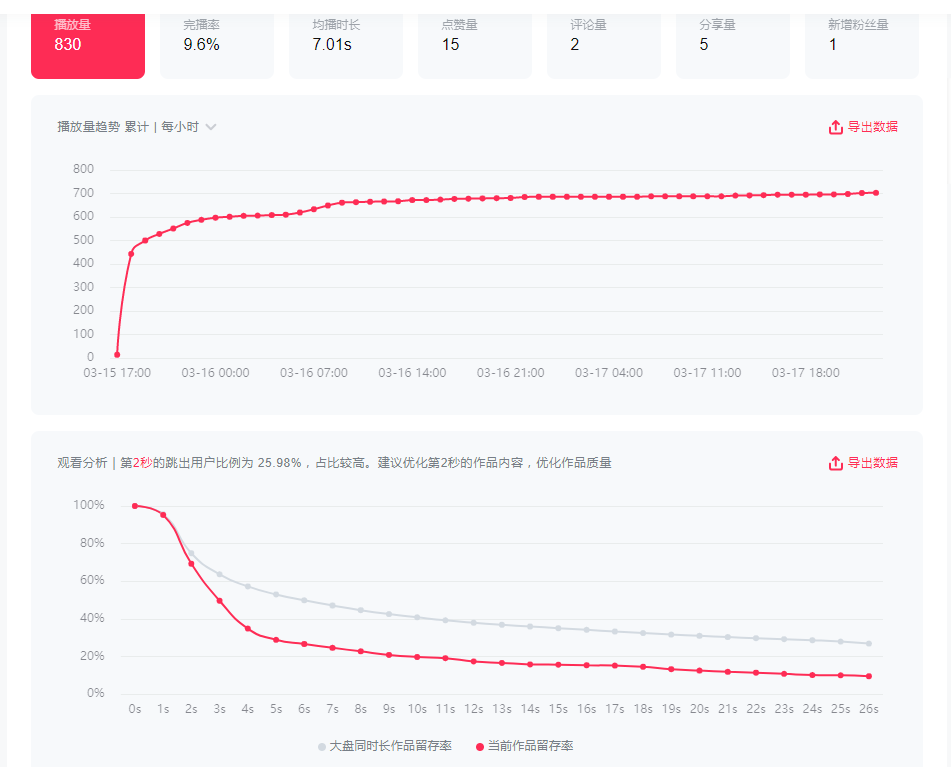 播放量 完播率 均播时长 点赞量 评论量 分享量 新增粉丝量
830 9.6% 7.01s 15 2 5 1
播放量趋势 累计 | 每小时 导出数据
800
700
600
500
400
300
200
100
0
03-15 17:00 03-16 00:00 03-16 07:00 03-16 14:00 03-16 21:00 03-17 04:00 03-17 11:00 03-17 18:00
观看分析 | 第2秒的跳出用户比例为 25.98%，占比较高。建议优化第2秒的作品内容，优化作品质量 导出数据
100%
80%
60%
40%
20%
0%
0s 1s 2s 3s 4s 5s 6s 7s 8s 9s 10s 11s 12s 13s 14s 15s 16s 17s 18s 19s 20s 21s 22s 23s 24s 25s 26s
大盘同时长作品留存率 当前作品留存率